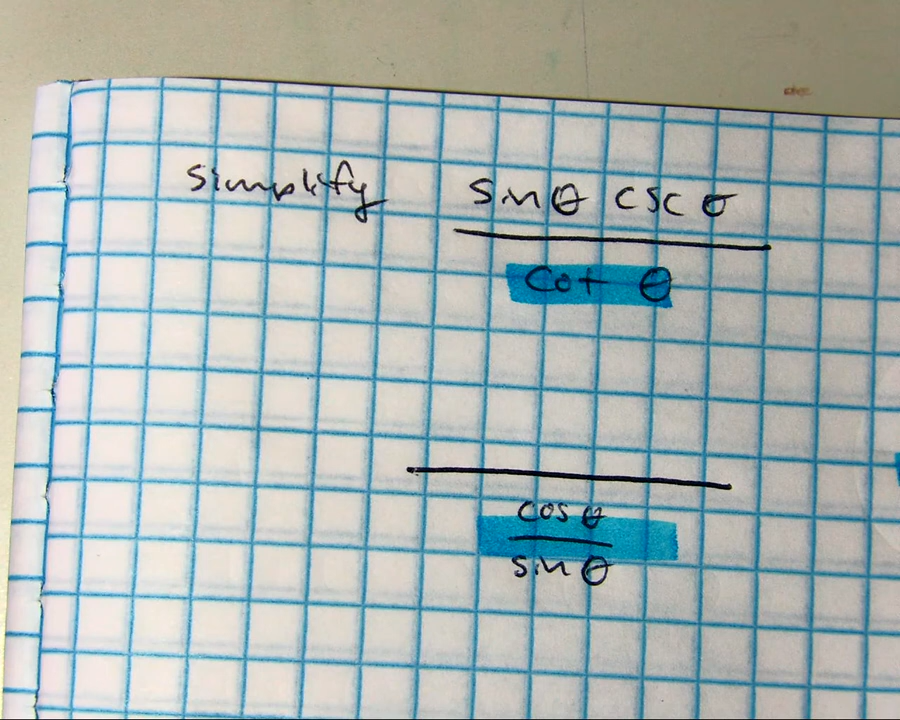 Simplify sin θ csc θ
cot θ
cos θ
sin θ